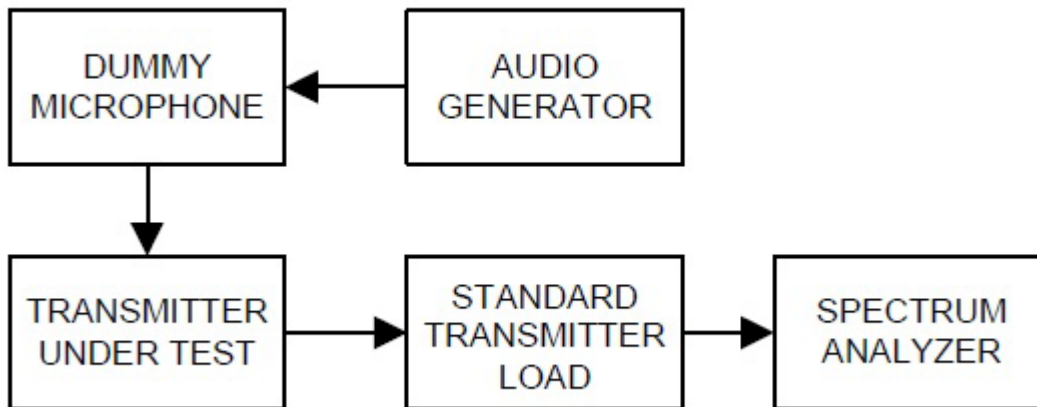 DUMMY
MICROPHONE
AUDIO
GENERATOR
TRANSMITTER
UNDER TEST
STANDARD
TRANSMITTER
LOAD
SPECTRUM
ANALYZER